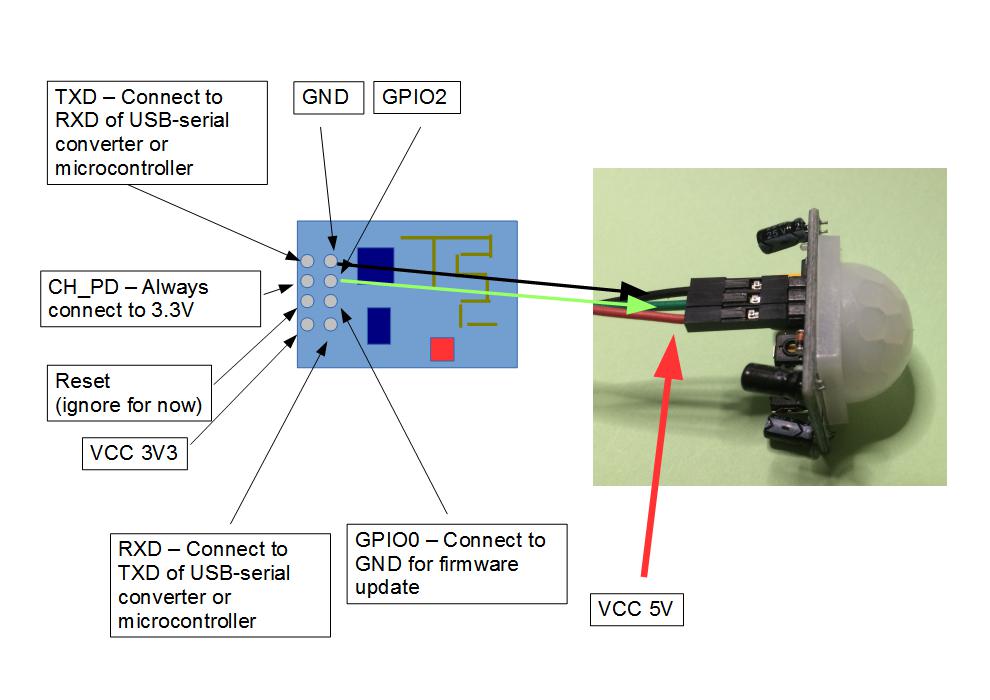 TXD – Connect to
RXD of USB-serial
converter or
microcontroller
GND
GPIO2
CH_PD – Always
connect to 3.3V
Reset
(ignore for now)
VCC 3V3
RXD – Connect to
TXD of USB-serial
converter or
microcontroller
GPIO0 – Connect to
GND for firmware
update
VCC 5V
25V